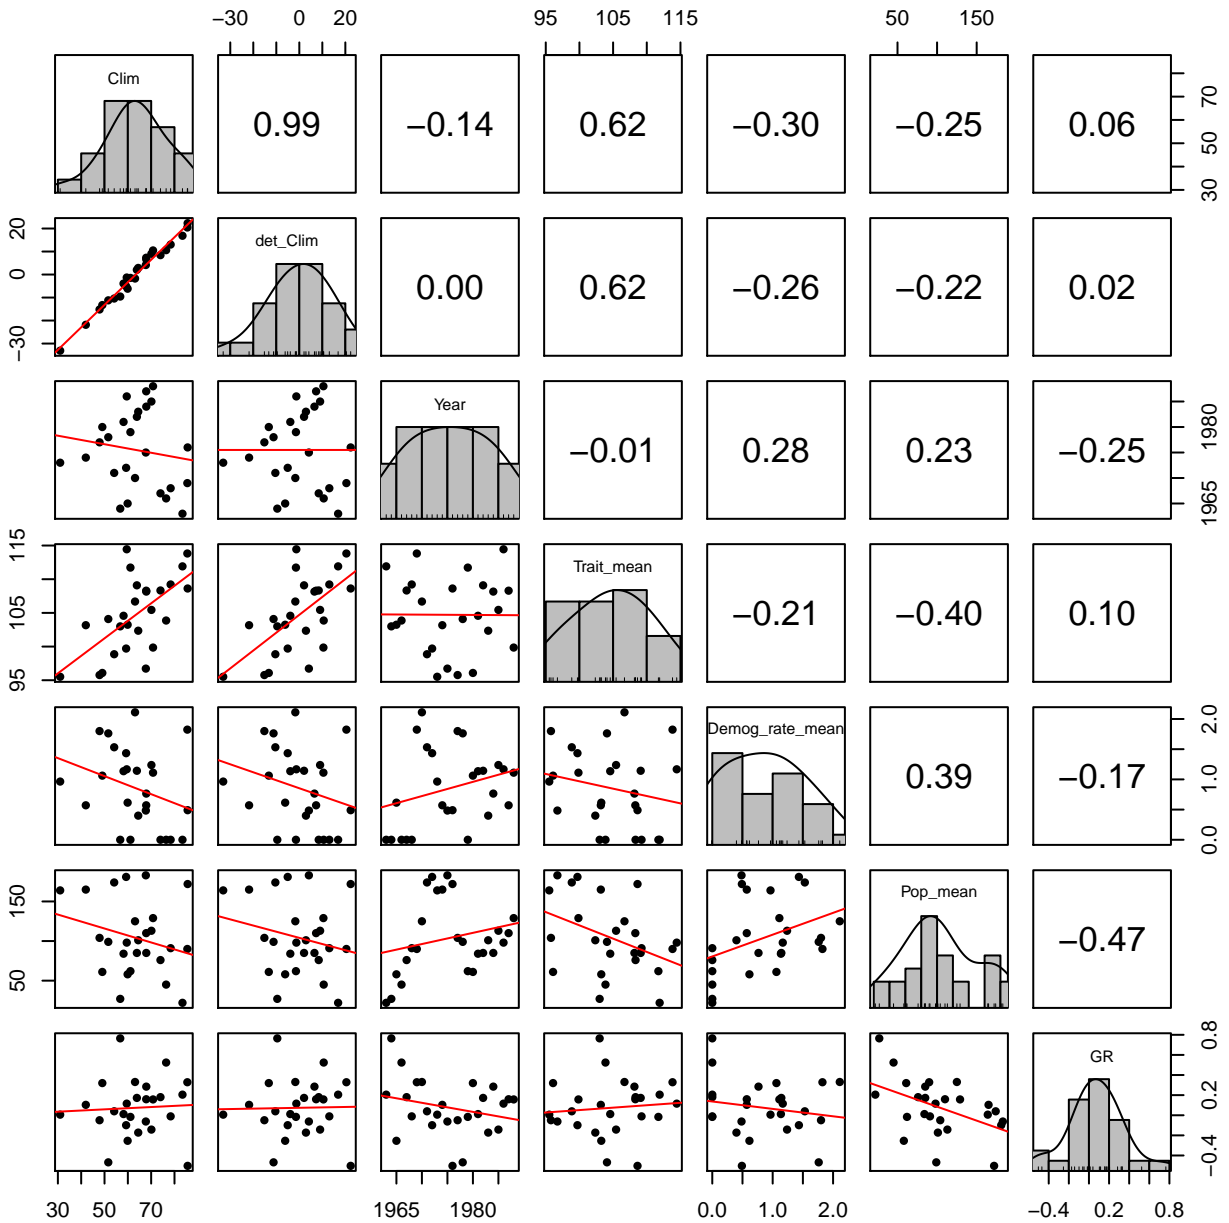 −30 0 20 95 105 115 50 150
Clim 0.99 −0.14 0.62 −0.30 −0.25 0.06 30 50 70
−30 0 20 det_Clim 0.00 0.62 −0.26 −0.22 0.02
Year −0.01 0.28 0.23 −0.25 1965 1980
95 105 115 Trait_mean −0.21 −0.40 0.10
Demog_rate_mean 0.39 −0.17 0.0 1.0 2.0
50 150 Pop_mean −0.47
GR −0.4 0.2 0.8
30 50 70 1965 1980 0.0 1.0 2.0 −0.4 0.2 0.8